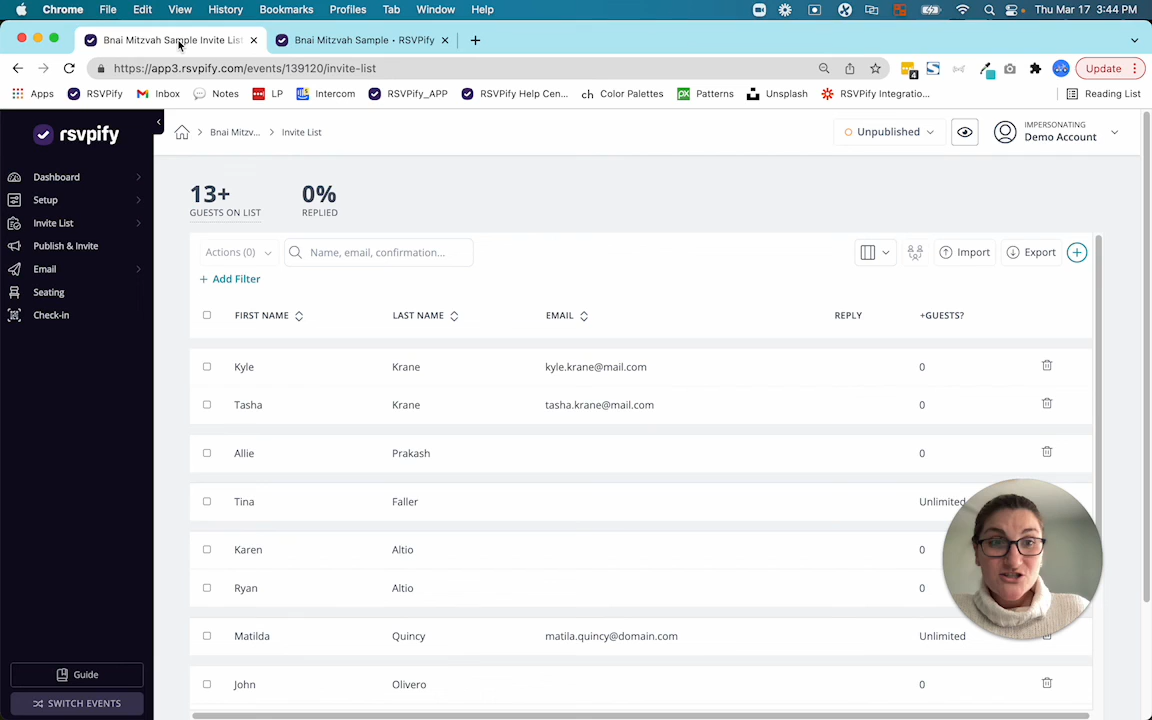 Chrome File Edit View History Bookmarks Profiles Tab Window Help Thu Mar 17 3:44 PM
Bnai Mitzvah Sample Invite List Bnai Mitzvah Sample • RSVPify
https://app3.rsvpify.com/events/139120/invite-list 4 Update
Apps RSVPify Inbox Notes LP Intercom RSVPify_APP RSVPify Help Cen... ch Color Palettes Patterns Unsplash RSVPify Integratio... Reading List
rsvpify
Dashboard
Setup
Invite List
Publish & Invite
Email
Seating
Check-in
Guide
SWITCH EVENTS
Bnai Mitzv... > Invite List
Unpublished
IMPERSONATING
Demo Account
13+ 0%
GUESTS ON LIST REPLIED
Actions (0) Name, email, confirmation... Import Export
+ Add Filter
FIRST NAME LAST NAME EMAIL REPLY +GUESTS?
Kyle Krane kyle.krane@mail.com 0
Tasha Krane tasha.krane@mail.com 0
Allie Prakash 0
Tina Faller Unlimited
Karen Altio 0
Ryan Altio 0
Matilda Quincy matila.quincy@domain.com Unlimited
John Olivero 0